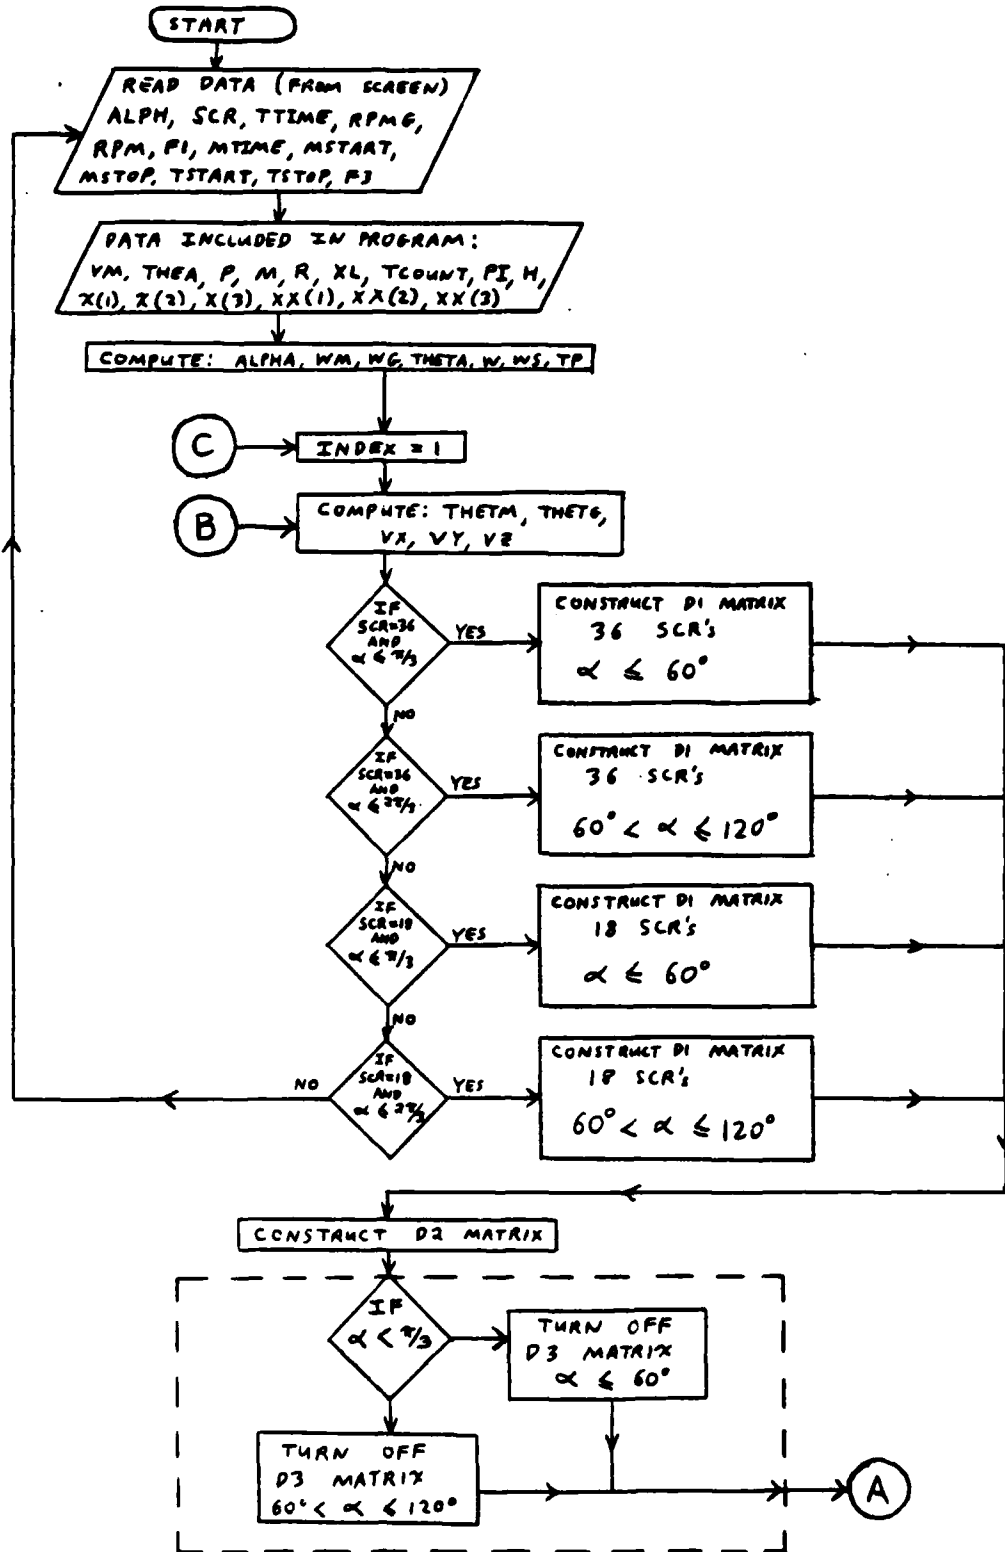 START
READ DATA (FROM SCREEN)
ALPH, SCR, TTIME, RPMG,
RPM, F1, MTIME, MSTART,
MSTOP, TSTART, TSTOP, F3
DATA INCLUDED IN PROGRAM:
VM, THEA, P, M, R, XL, TCOUNT, PI, H,
X(1), X(2), X(3), XX(1), XX(2), XX(3)
COMPUTE: ALPHA, WM, WG, THETA, W, WS, TP
C
INDEX = 1
B
COMPUTE: THETM, THETG,
VX, VY, VZ
IF
SCR=36
AND
α ≤ π/3
YES
CONSTRUCT D1 MATRIX
36 SCR's
α ≤ 60°
NO
IF
SCR=36
AND
α ≤ 2π/3
YES
CONSTRUCT D1 MATRIX
36 SCR's
60° < α ≤ 120°
NO
IF
SCR=18
AND
α ≤ π/3
YES
CONSTRUCT D1 MATRIX
18 SCR's
α ≤ 60°
NO
IF
SCR=18
AND
α ≤ 2π/3
NO
YES
CONSTRUCT D1 MATRIX
18 SCR's
60° < α ≤ 120°
CONSTRUCT D2 MATRIX
IF
α < π/3
TURN OFF
D3 MATRIX
α ≤ 60°
TURN OFF
D3 MATRIX
60° < α ≤ 120°
A